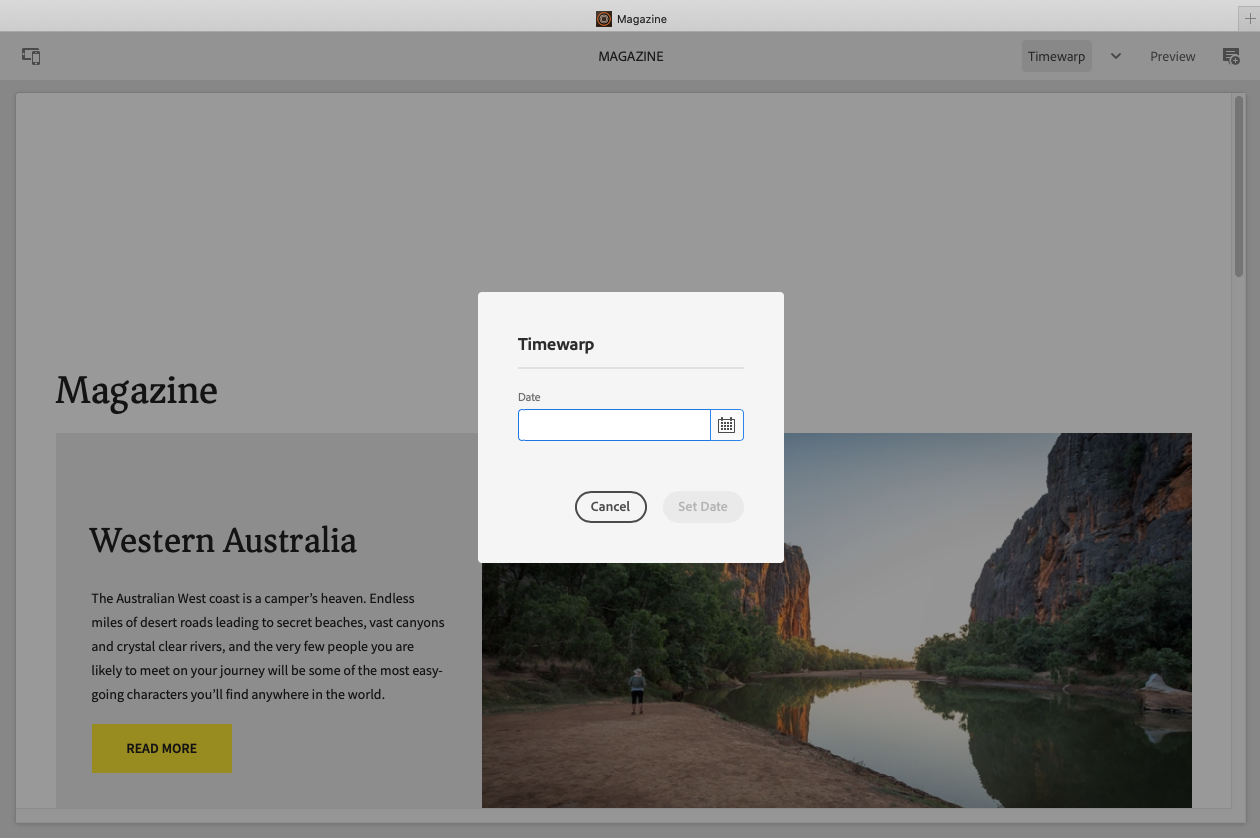 Magazine
MAGAZINE
Timewarp
Preview
Timewarp
Date
Cancel
Set Date
Magazine
Western Australia
The Australian West coast is a camper’s heaven. Endless
miles of desert roads leading to secret beaches, vast canyons
and crystal clear rivers, and the very few people you are
likely to meet on your journey will be some of the most easy-
going characters you’ll find anywhere in the world.
READ MORE